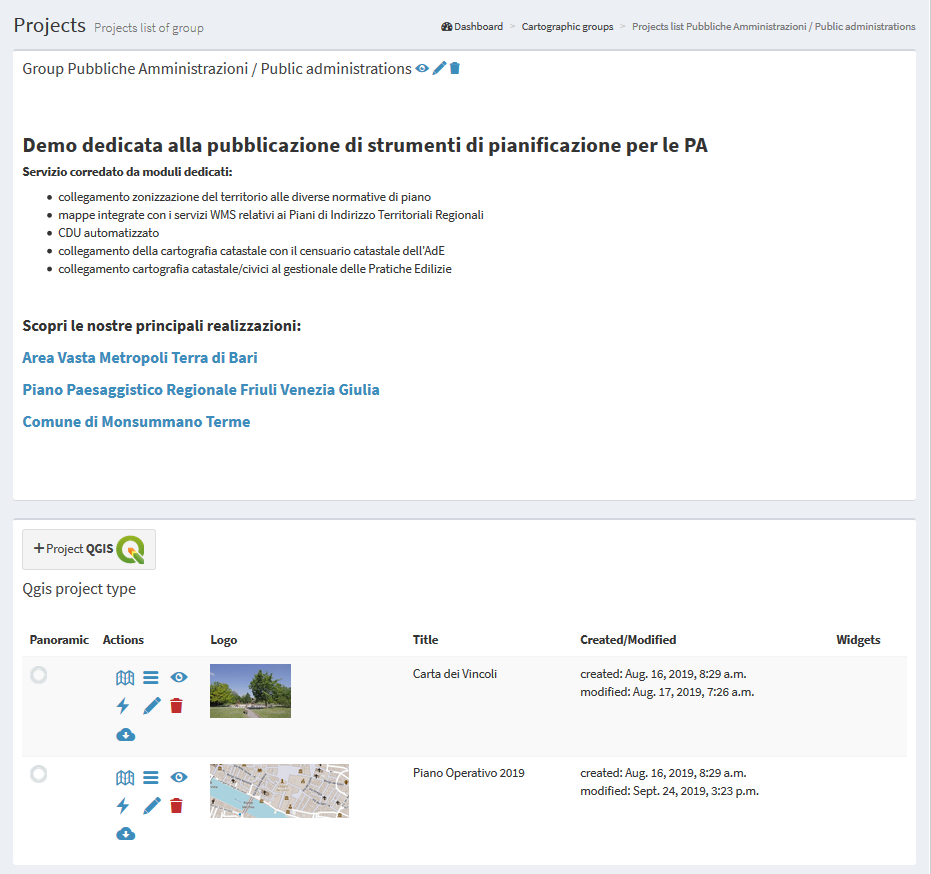 Projects Projects list of group
Dashboard > Cartographic groups > Projects list Pubbliche Amministrazioni / Public administrations
Group Pubbliche Amministrazioni / Public administrations
Demo dedicata alla pubblicazione di strumenti di pianificazione per le PA
Servizio corredato da moduli dedicati:
• collegamento zonizzazione del territorio alle diverse normative di piano
• mappe integrate con i servizi WMS relativi ai Piani di Indirizzo Territoriali Regionali
• CDU automatizzato
• collegamento della cartografia catastale con il censuario catastale dell'AdE
• collegamento cartografia catastale/civici al gestionale delle Pratiche Edilizie
Scopri le nostre principali realizzazioni:
Area Vasta Metropoli Terra di Bari
Piano Paesaggistico Regionale Friuli Venezia Giulia
Comune di Monsummano Terme
+Project QGIS
Qgis project type
Panoramic Actions Logo Title Created/Modified Widgets
Carta dei Vincoli
created: Aug. 16, 2019, 8:29 a.m.
modified: Aug. 17, 2019, 7:26 a.m.
Piano Operativo 2019
created: Aug. 16, 2019, 8:29 a.m.
modified: Sept. 24, 2019, 3:23 p.m.